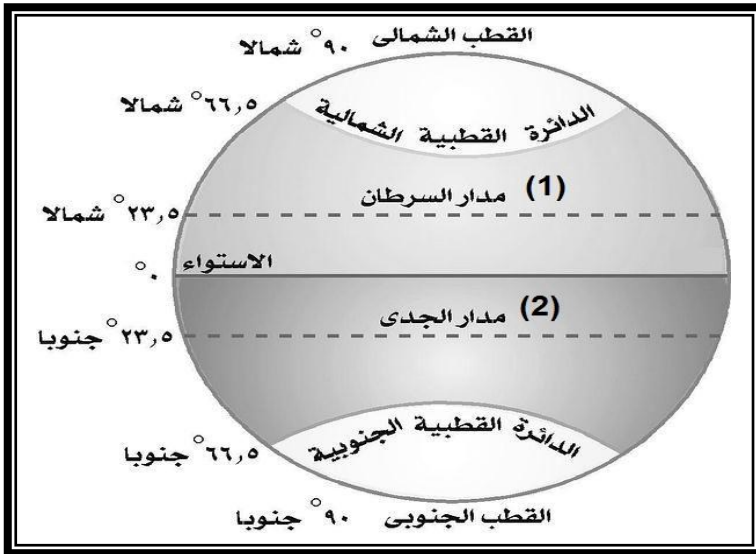 القطب الشمالى ٩٠° شمالا
٦٦,٥° شمالا
الدائرة القطبية الشمالية
مدار السرطان (1)
٢٣,٥° شمالا
الاستواء
٠°
مدار الجدى (2)
٢٣,٥° جنوبا
الدائرة القطبية الجنوبية
٦٦,٥° جنوبا
القطب الجنوبى ٩٠° جنوبا